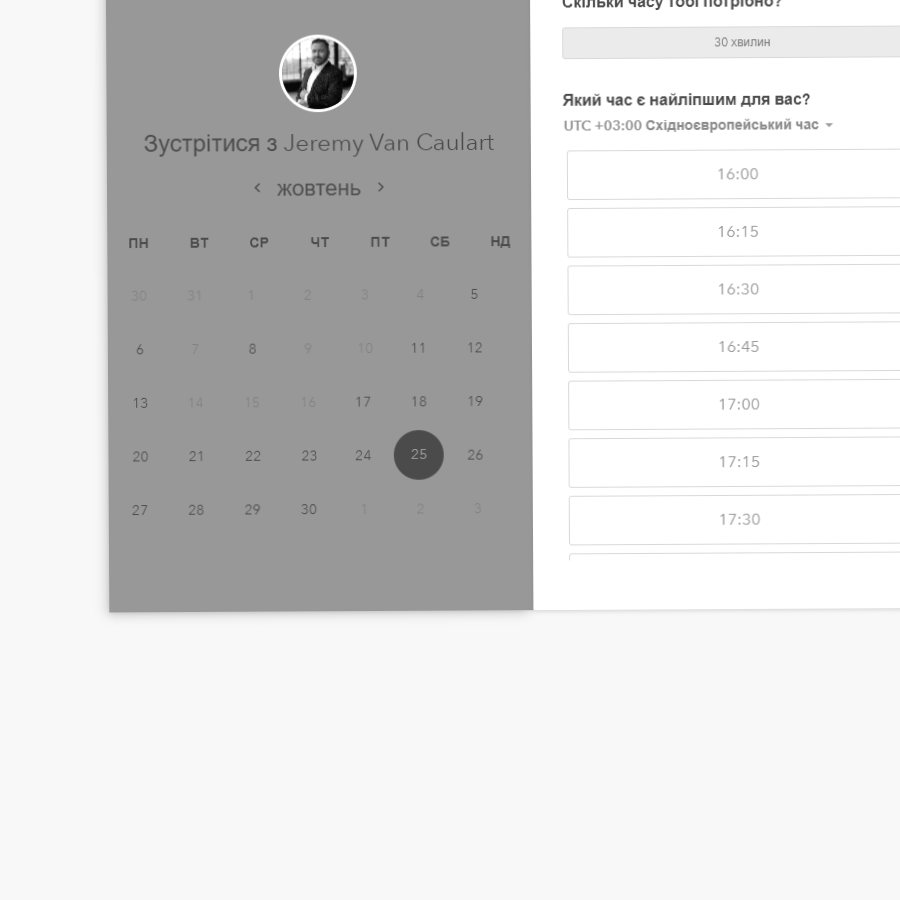 Зустрітися з Jeremy Van Caulart
жовтень
ПН ВТ СР ЧТ ПТ СБ НД
30 31 1 2 3 4 5
6 7 8 9 10 11 12
13 14 15 16 17 18 19
20 21 22 23 24 25 26
27 28 29 30 1 2 3
Скільки часу тобі потрібно?
30 хвилин
Який час є найліпшим для вас?
UTC +03:00 Східноєвропейський час
16:00
16:15
16:30
16:45
17:00
17:15
17:30